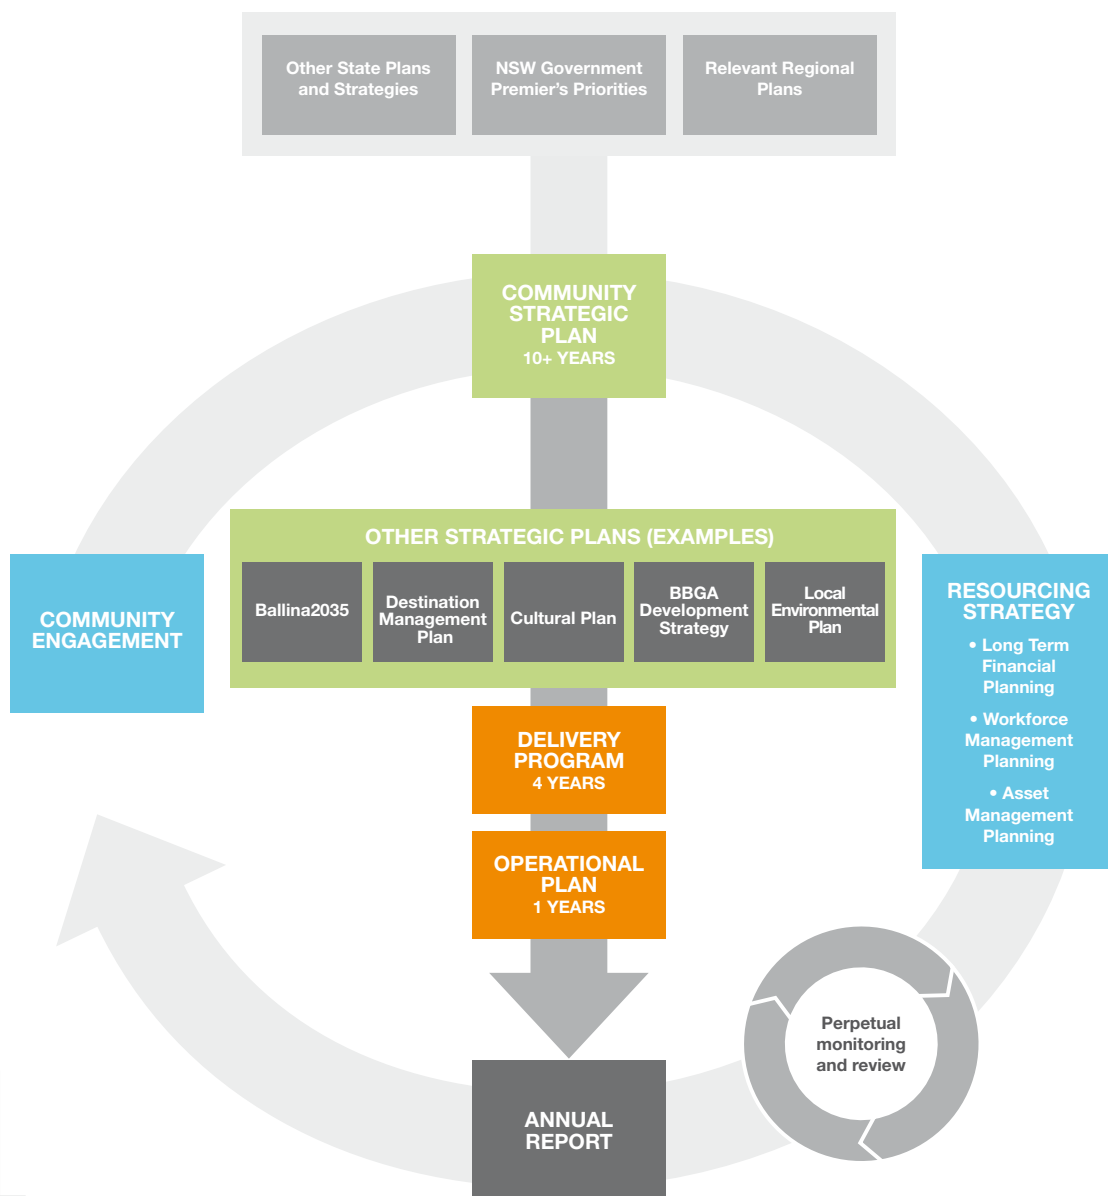 Other State Plans
and Strategies
NSW Government
Premier's Priorities
Relevant Regional
Plans
COMMUNITY
STRATEGIC
PLAN
10+ YEARS
OTHER STRATEGIC PLANS (EXAMPLES)
Ballina2035
Destination
Management
Plan
Cultural Plan
BBGA
Development
Strategy
Local
Environmental
Plan
COMMUNITY
ENGAGEMENT
RESOURCING
STRATEGY
• Long Term
Financial
Planning
• Workforce
Management
Planning
• Asset
Management
Planning
DELIVERY
PROGRAM
4 YEARS
OPERATIONAL
PLAN
1 YEARS
Perpetual
monitoring
and review
ANNUAL
REPORT